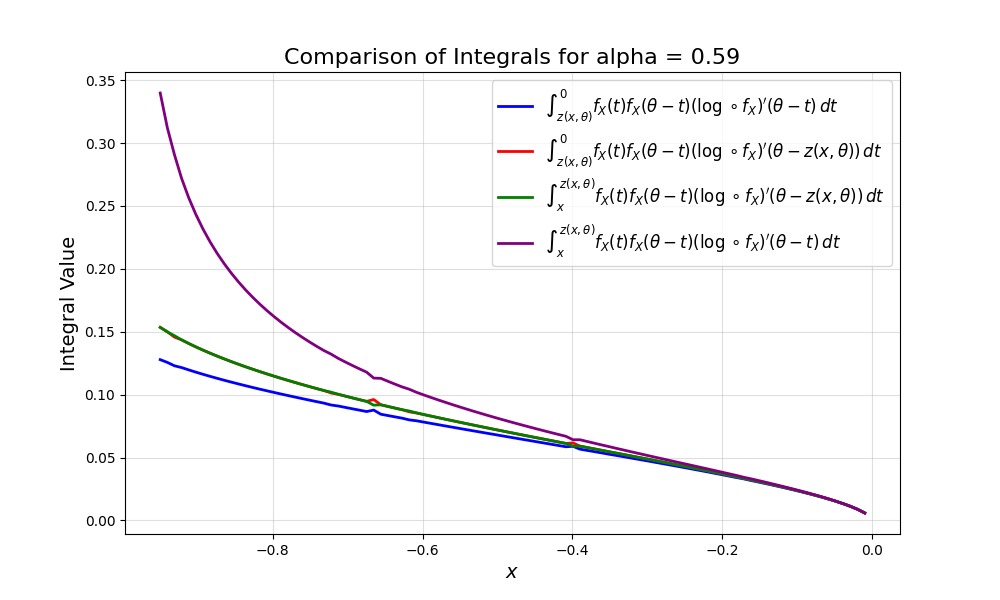 Comparison of Integrals for alpha = 0.59
∫_{z(x, θ)}^{0} f_X(t)f_X(θ − t)(log ∘ f_X)′(θ − t) dt
∫_{z(x, θ)}^{0} f_X(t)f_X(θ − t)(log ∘ f_X)′(θ − z(x, θ)) dt
∫_{x}^{z(x, θ)} f_X(t)f_X(θ − t)(log ∘ f_X)′(θ − z(x, θ)) dt
∫_{x}^{z(x, θ)} f_X(t)f_X(θ − t)(log ∘ f_X)′(θ − t) dt
Integral Value
0.35
0.30
0.25
0.20
0.15
0.10
0.05
0.00
−0.8 −0.6 −0.4 −0.2 0.0
x